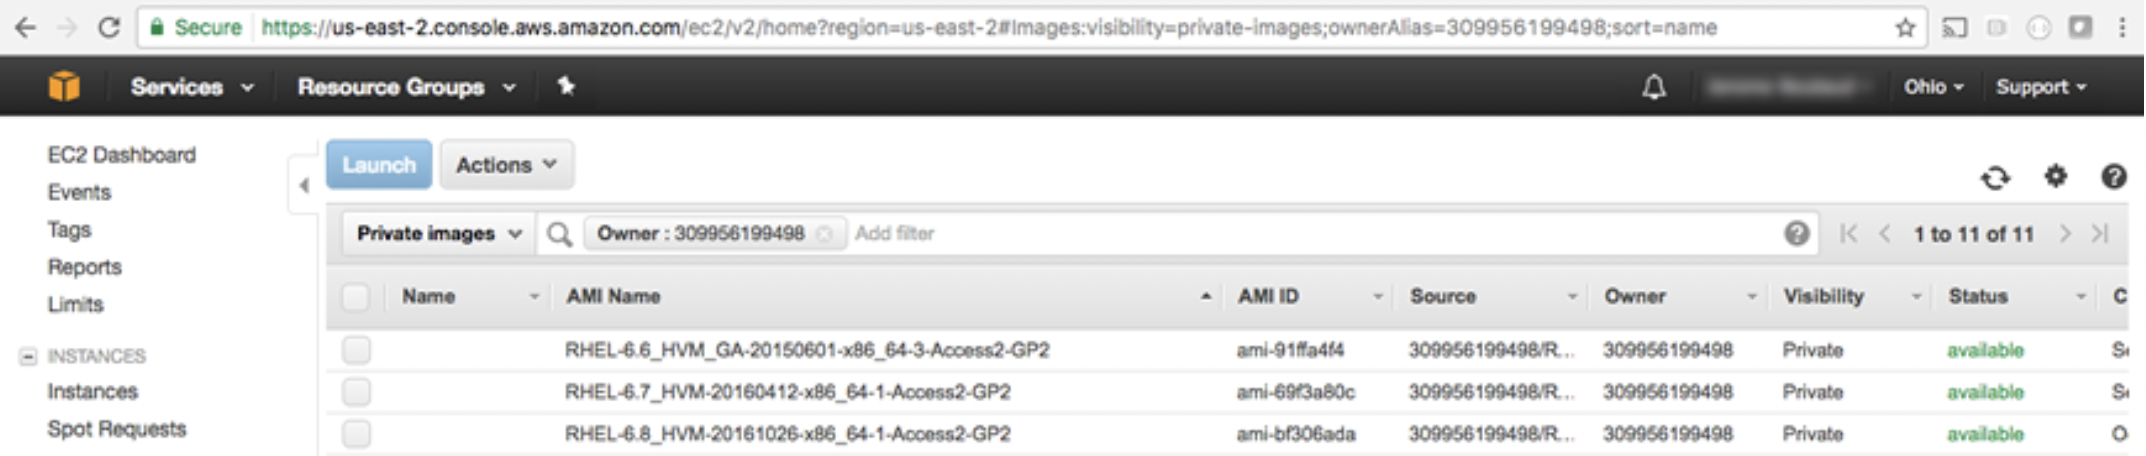 Secure https://us-east-2.console.aws.amazon.com/ec2/v2/home?region=us-east-2#Images:visibility=private-images;ownerAlias=309956199498;sort=name
Services Resource Groups Ohio Support
EC2 Dashboard
Events
Tags
Reports
Limits
INSTANCES
Instances
Spot Requests
Launch Actions
Private images Owner : 309956199498 Add filter 1 to 11 of 11
Name AMI Name AMI ID Source Owner Visibility Status C
RHEL-6.6_HVM_GA-20150601-x86_64-3-Access2-GP2 ami-91ffa4f4 309956199498/R... 309956199498 Private available S
RHEL-6.7_HVM-20160412-x86_64-1-Access2-GP2 ami-69f3a80c 309956199498/R... 309956199498 Private available S
RHEL-6.8_HVM-20161026-x86_64-1-Access2-GP2 ami-bf306ada 309956199498/R... 309956199498 Private available O